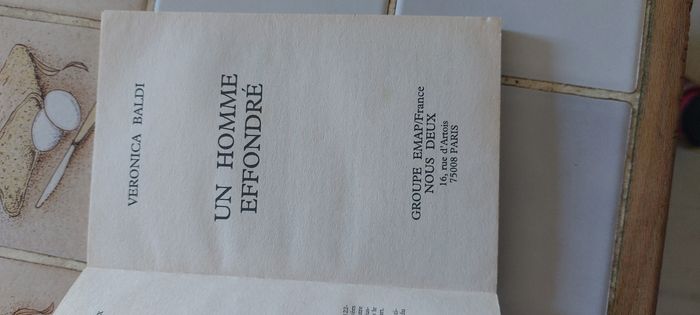 VERONICA BALDI
UN HOMME
EFFONDRÉ
GROUPE EMAP/France
NOUS DEUX
16, rue d'Artois
75008 PARIS